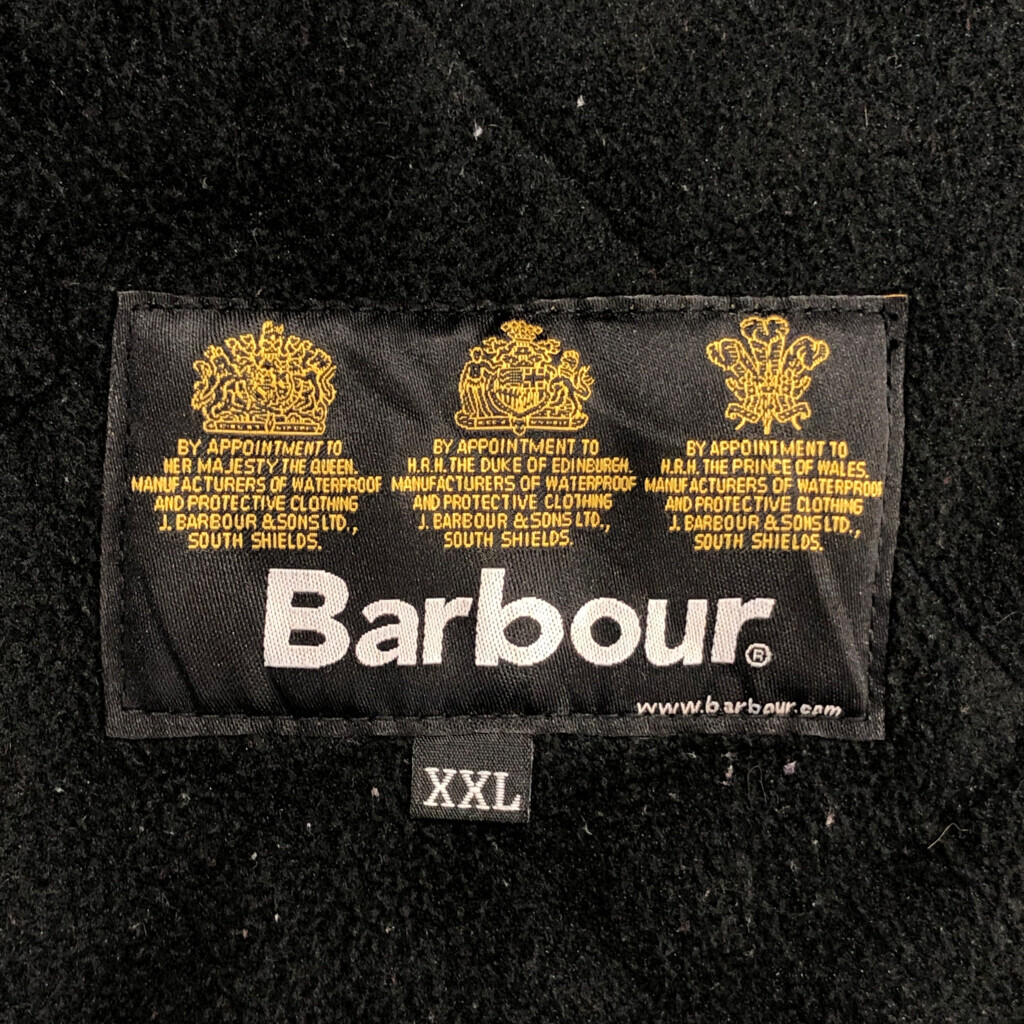 BY APPOINTMENT TO
HER MAJESTY THE QUEEN.
MANUFACTURERS OF WATERPROOF
AND PROTECTIVE CLOTHING
J. BARBOUR & SONS LTD.,
SOUTH SHIELDS.
BY APPOINTMENT TO
H.R.H. THE DUKE OF EDINBURGH.
MANUFACTURERS OF WATERPROOF
AND PROTECTIVE CLOTHING
J. BARBOUR & SONS LTD.,
SOUTH SHIELDS.
BY APPOINTMENT TO
H.R.H. THE PRINCE OF WALES.
MANUFACTURERS OF WATERPROOF
AND PROTECTIVE CLOTHING
J. BARBOUR & SONS LTD.,
SOUTH SHIELDS.
Barbour®
www.barbour.com
XXL